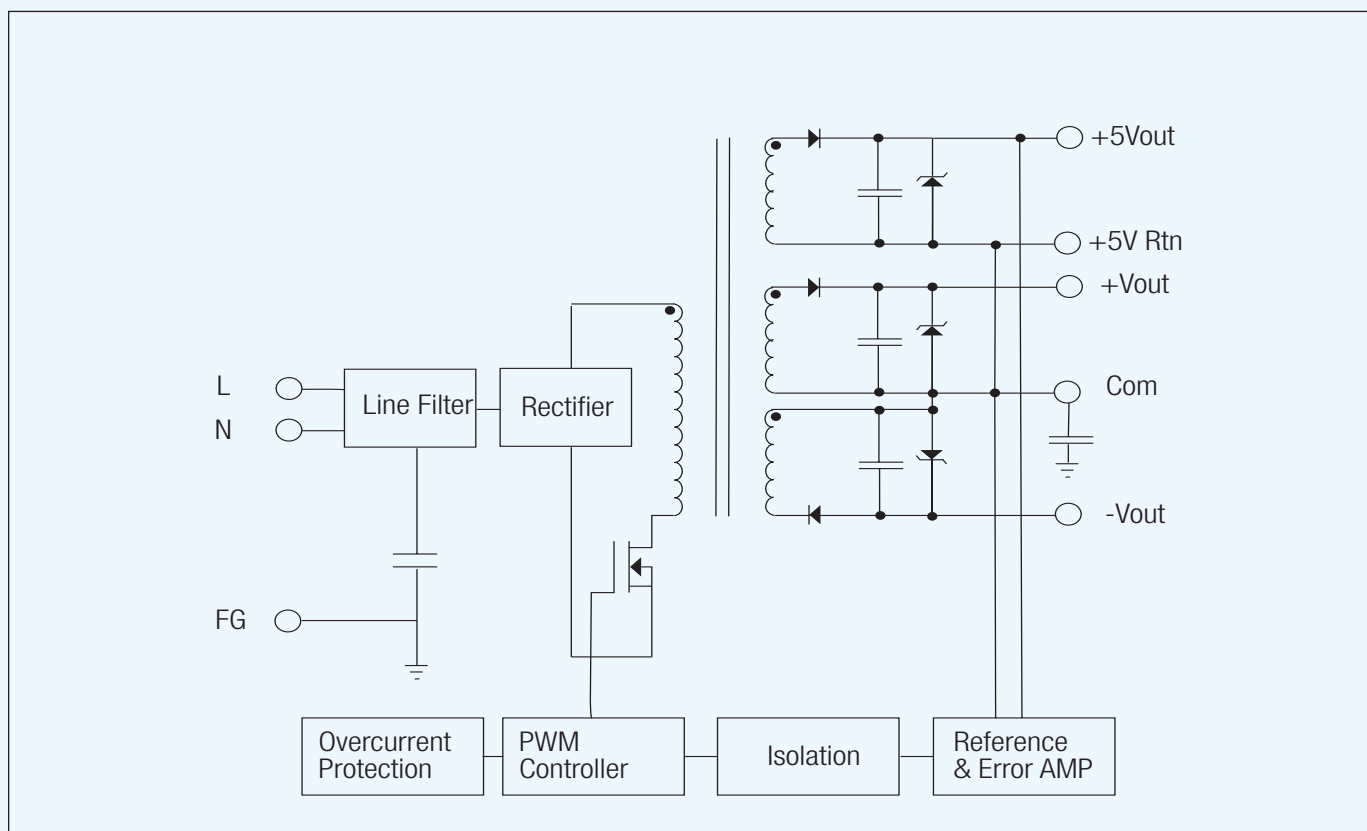 +5Vout
+5V Rtn
+Vout
L
Line Filter
Rectifier
Com
N
-Vout
FG
Overcurrent
Protection
PWM
Controller
Isolation
Reference
& Error AMP